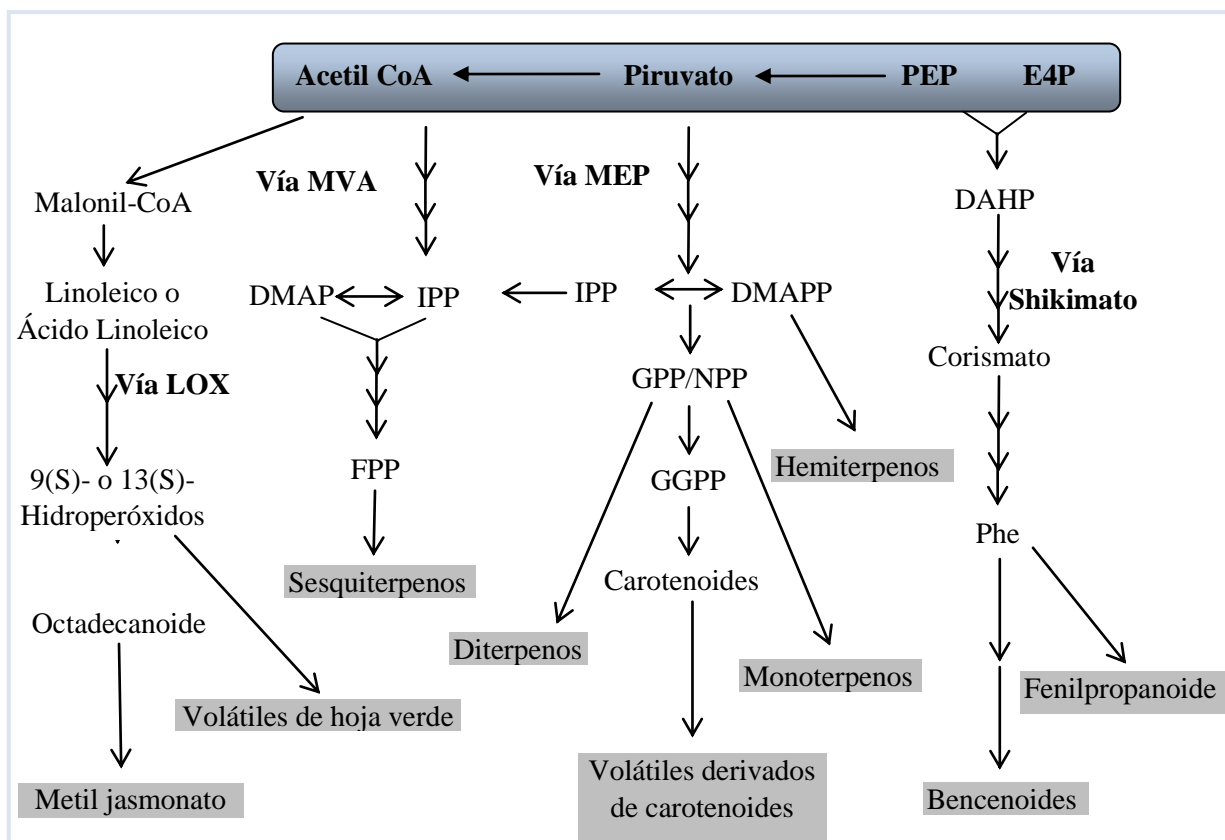 Acetil CoA
Piruvato
PEP
E4P
Vía MVA
Vía MEP
Malonil-CoA
DAHP
Linoleico o
Ácido Linoleico
DMAP
IPP
IPP
DMAPP
Vía
Shikimato
Corismato
Vía LOX
GPP/NPP
9(S)- o 13(S)-
Hidroperóxidos
FPP
GGPP
Hemiterpenos
Phe
Sesquiterpenos
Carotenoides
Octadecanoide
Diterpenos
Monoterpenos
Fenilpropanoide
Volátiles de hoja verde
Metil jasmonato
Volátiles derivados
de carotenoides
Bencenoides